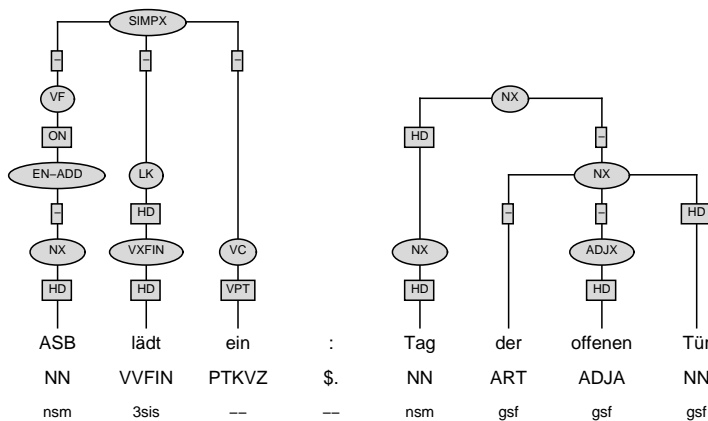 SIMPX
– – –
VF NX
ON HD –
EN–ADD LK NX
– HD – – HD
NX VXFIN VC NX ADJX
HD HD VPT HD HD
ASB lädt ein : Tag der offenen Tür
NN VVFIN PTKVZ $. NN ART ADJA NN
nsm 3sis –– –– nsm gsf gsf gsf